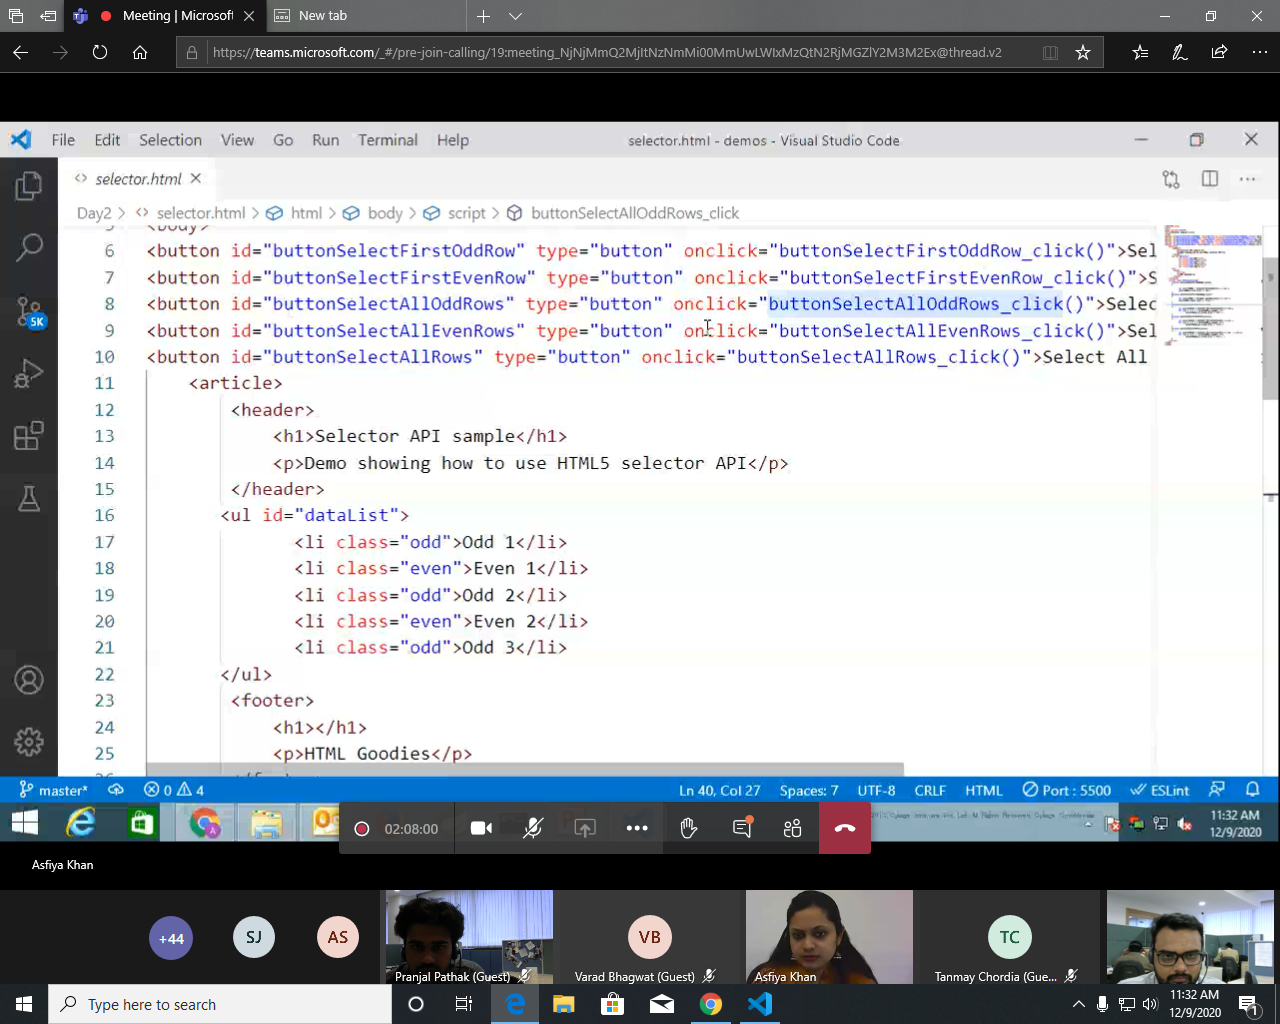 Meeting | Microsoft
New tab
https://teams.microsoft.com/_#/pre-join-calling/19:meeting_NjNjMmQ2MjItNzNmMi00MmUwLWIxMzQtN2RjMGZlY2M3M2Ex@thread.v2
File Edit Selection View Go Run Terminal Help
selector.html - demos - Visual Studio Code
selector.html
Day2 > selector.html > html > body > script > buttonSelectAllOddRows_click
5 <body>
6 <button id="buttonSelectFirstOddRow" type="button" onclick="buttonSelectFirstOddRow_click()">Sel
7 <button id="buttonSelectFirstEvenRow" type="button" onclick="buttonSelectFirstEvenRow_click()">S
8 <button id="buttonSelectAllOddRows" type="button" onclick="buttonSelectAllOddRows_click()">Selec
9 <button id="buttonSelectAllEvenRows" type="button" onclick="buttonSelectAllEvenRows_click()">Sel
10 <button id="buttonSelectAllRows" type="button" onclick="buttonSelectAllRows_click()">Select All
11 <article>
12 <header>
13 <h1>Selector API sample</h1>
14 <p>Demo showing how to use HTML5 selector API</p>
15 </header>
16 <ul id="dataList">
17 <li class="odd">Odd 1</li>
18 <li class="even">Even 1</li>
19 <li class="odd">Odd 2</li>
20 <li class="even">Even 2</li>
21 <li class="odd">Odd 3</li>
22 </ul>
23 <footer>
24 <h1></h1>
25 <p>HTML Goodies</p>
5K
master* 0 4 Ln 40, Col 27 Spaces: 7 UTF-8 CRLF HTML Port : 5500 ESLint
02:08:00
11:32 AM
12/9/2020
Asfiya Khan
+44 SJ AS VB TC
Pranjal Pathak (Guest) Varad Bhagwat (Guest) Asfiya Khan Tanmay Chordia (Gue...
Type here to search
11:32 AM
12/9/2020
1